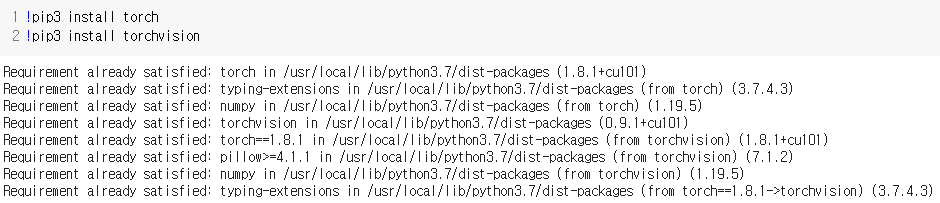 1 !pip3 install torch
2 !pip3 install torchvision
Requirement already satisfied: torch in /usr/local/lib/python3.7/dist-packages (1.8.1+cu101)
Requirement already satisfied: typing-extensions in /usr/local/lib/python3.7/dist-packages (from torch) (3.7.4.3)
Requirement already satisfied: numpy in /usr/local/lib/python3.7/dist-packages (from torch) (1.19.5)
Requirement already satisfied: torchvision in /usr/local/lib/python3.7/dist-packages (0.9.1+cu101)
Requirement already satisfied: torch==1.8.1 in /usr/local/lib/python3.7/dist-packages (from torchvision) (1.8.1+cu101)
Requirement already satisfied: pillow>=4.1.1 in /usr/local/lib/python3.7/dist-packages (from torchvision) (7.1.2)
Requirement already satisfied: numpy in /usr/local/lib/python3.7/dist-packages (from torchvision) (1.19.5)
Requirement already satisfied: typing-extensions in /usr/local/lib/python3.7/dist-packages (from torch==1.8.1->torchvision) (3.7.4.3)